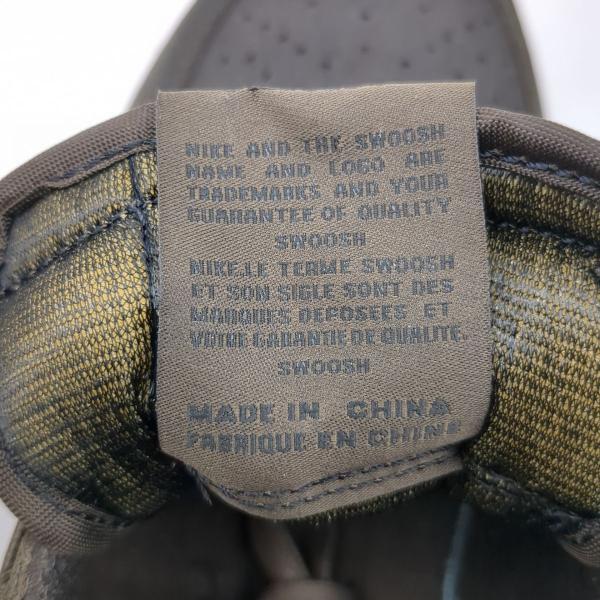 NIKE AND THE SWOOSH
NAME AND LOGO ARE
TRADEMARKS AND YOUR
GUARANTEE OF QUALITY
SWOOSH
NIKE.LE TERME SWOOSH
ET SON SIGLE SONT DES
MARQUES DEPOSEES ET
VOTRE GARANTIE DE QUALITE.
SWOOSH
MADE IN CHINA
FABRIQUE EN CHINE